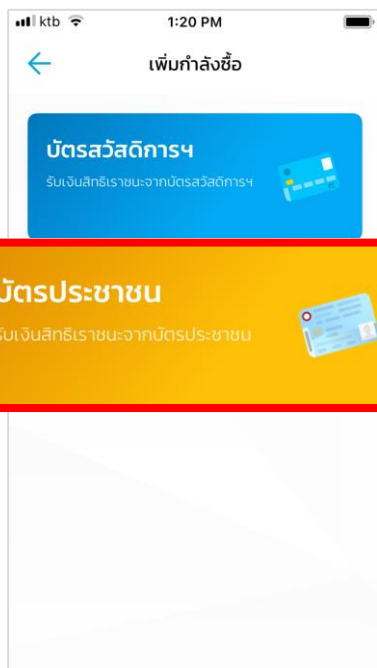 ktb 1:20 PM
เพิ่มกำลังซื้อ
บัตรสวัสดิการฯ
รับเงินสิทธิเราชนะจากบัตรสวัสดิการฯ
บัตรประชาชน
รับเงินสิทธิเราชนะจากบัตรประชาชน